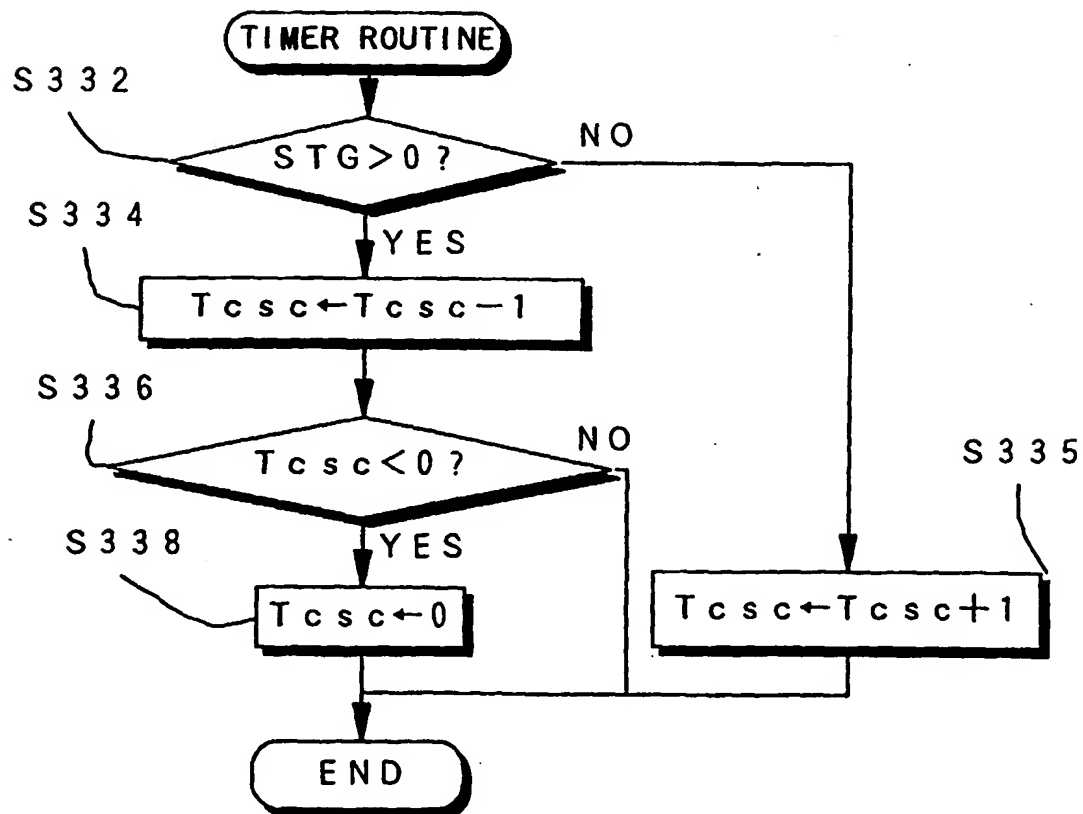 TIMER ROUTINE
S332
STG>0?
NO
S334
YES
Tcsc←Tcsc−1
S336
Tcsc<0?
NO
S335
S338
YES
Tcsc←0
Tcsc←Tcsc+1
END